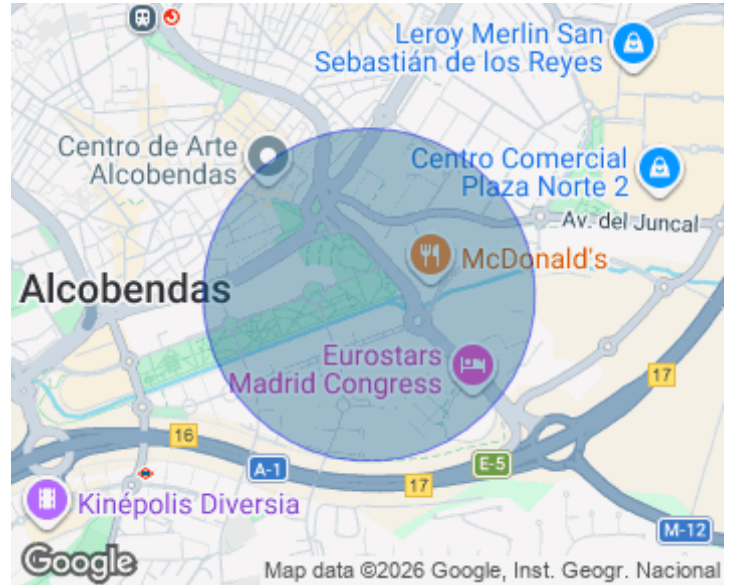 Leroy Merlin San
Sebastián de los Reyes
Centro de Arte
Alcobendas
Centro Comercial
Plaza Norte 2
Av. del Juncal
McDonald's
Alcobendas
Eurostars
Madrid Congress
17
16
A-1
E-5
17
Kinépolis Diversia
M-12
Google
Map data ©2026 Google, Inst. Geogr. Nacional